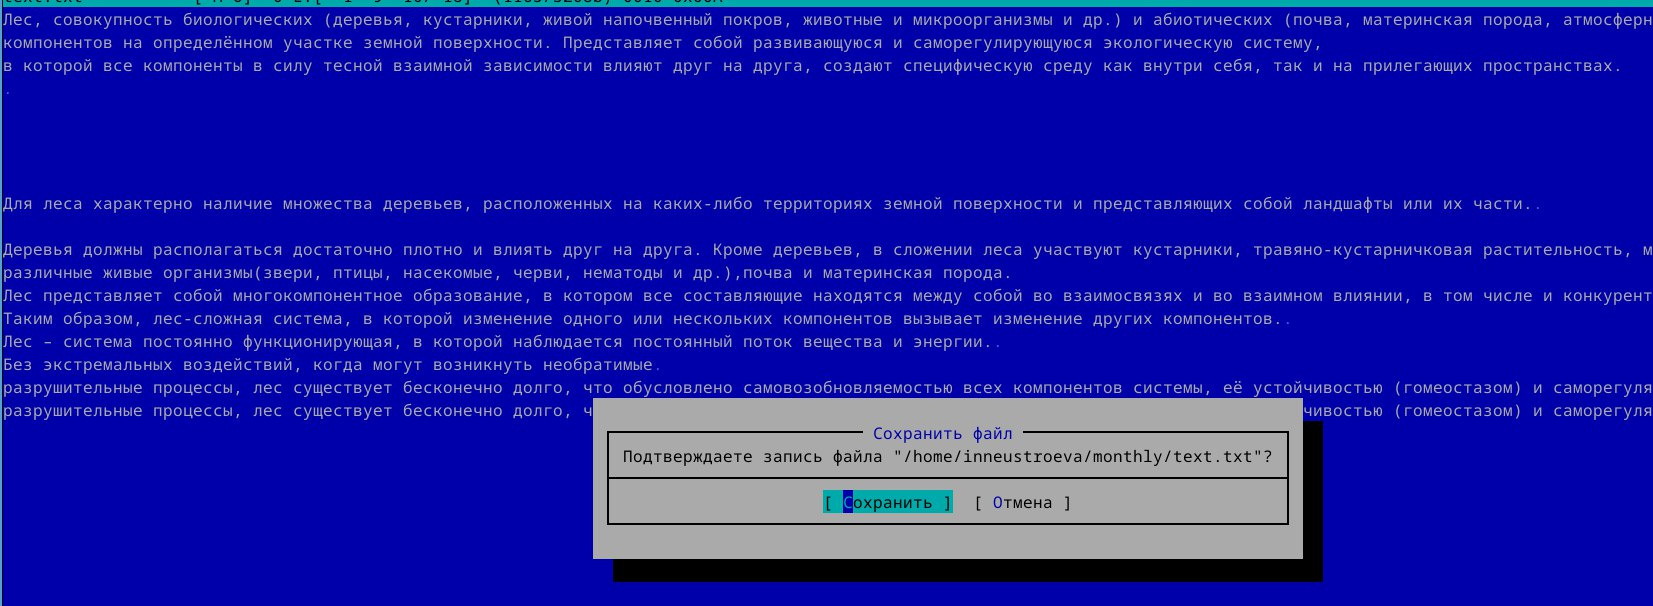 Лес, совокупность биологических (деревья, кустарники, живой напочвенный покров, животные и микроорганизмы и др.) и абиотических (почва, материнская порода, атмосферн
компонентов на определённом участке земной поверхности. Представляет собой развивающуюся и саморегулирующуюся экологическую систему,
в которой все компоненты в силу тесной взаимной зависимости влияют друг на друга, создают специфическую среду как внутри себя, так и на прилегающих пространствах.
.
Для леса характерно наличие множества деревьев, расположенных на каких-либо территориях земной поверхности и представляющих собой ландшафты или их части..
Деревья должны располагаться достаточно плотно и влиять друг на друга. Кроме деревьев, в сложении леса участвуют кустарники, травяно-кустарничковая растительность, м
различные живые организмы(звери, птицы, насекомые, черви, нематоды и др.),почва и материнская порода.
Лес представляет собой многокомпонентное образование, в котором все составляющие находятся между собой во взаимосвязях и во взаимном влиянии, в том числе и конкурент
Таким образом, лес-сложная система, в которой изменение одного или нескольких компонентов вызывает изменение других компонентов..
Лес – система постоянно функционирующая, в которой наблюдается постоянный поток вещества и энергии..
Без экстремальных воздействий, когда могут возникнуть необратимые.
разрушительные процессы, лес существует бесконечно долго, что обусловлено самовозобновляемостью всех компонентов системы, её устойчивостью (гомеостазом) и саморегуля
разрушительные процессы, лес существует бесконечно долго, ч чивостью (гомеостазом) и саморегуля
Сохранить файл
Подтверждаете запись файла "/home/inneustroeva/monthly/text.txt"?
[ Сохранить ] [ Отмена ]